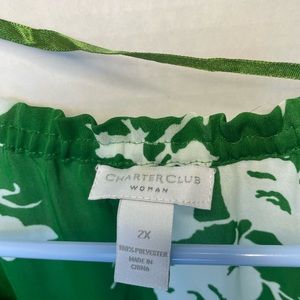 CHARTER CLUB
WOMAN
2X
100% POLYESTER
MADE IN
CHINA